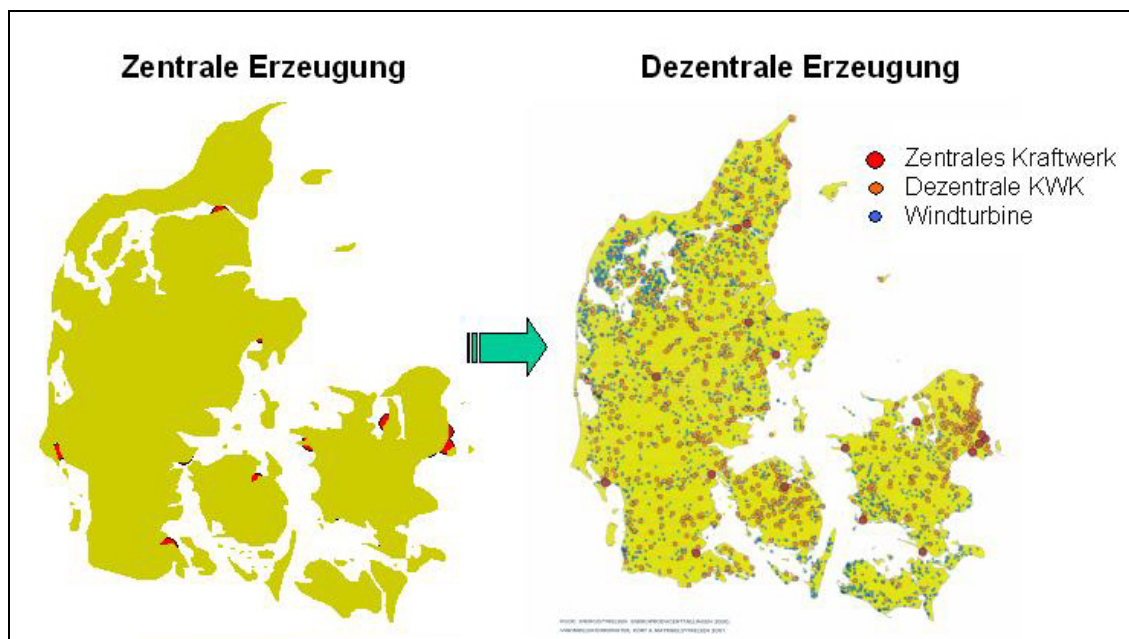 Zentrale Erzeugung
Dezentrale Erzeugung
Zentrales Kraftwerk
Dezentrale KWK
Windturbine